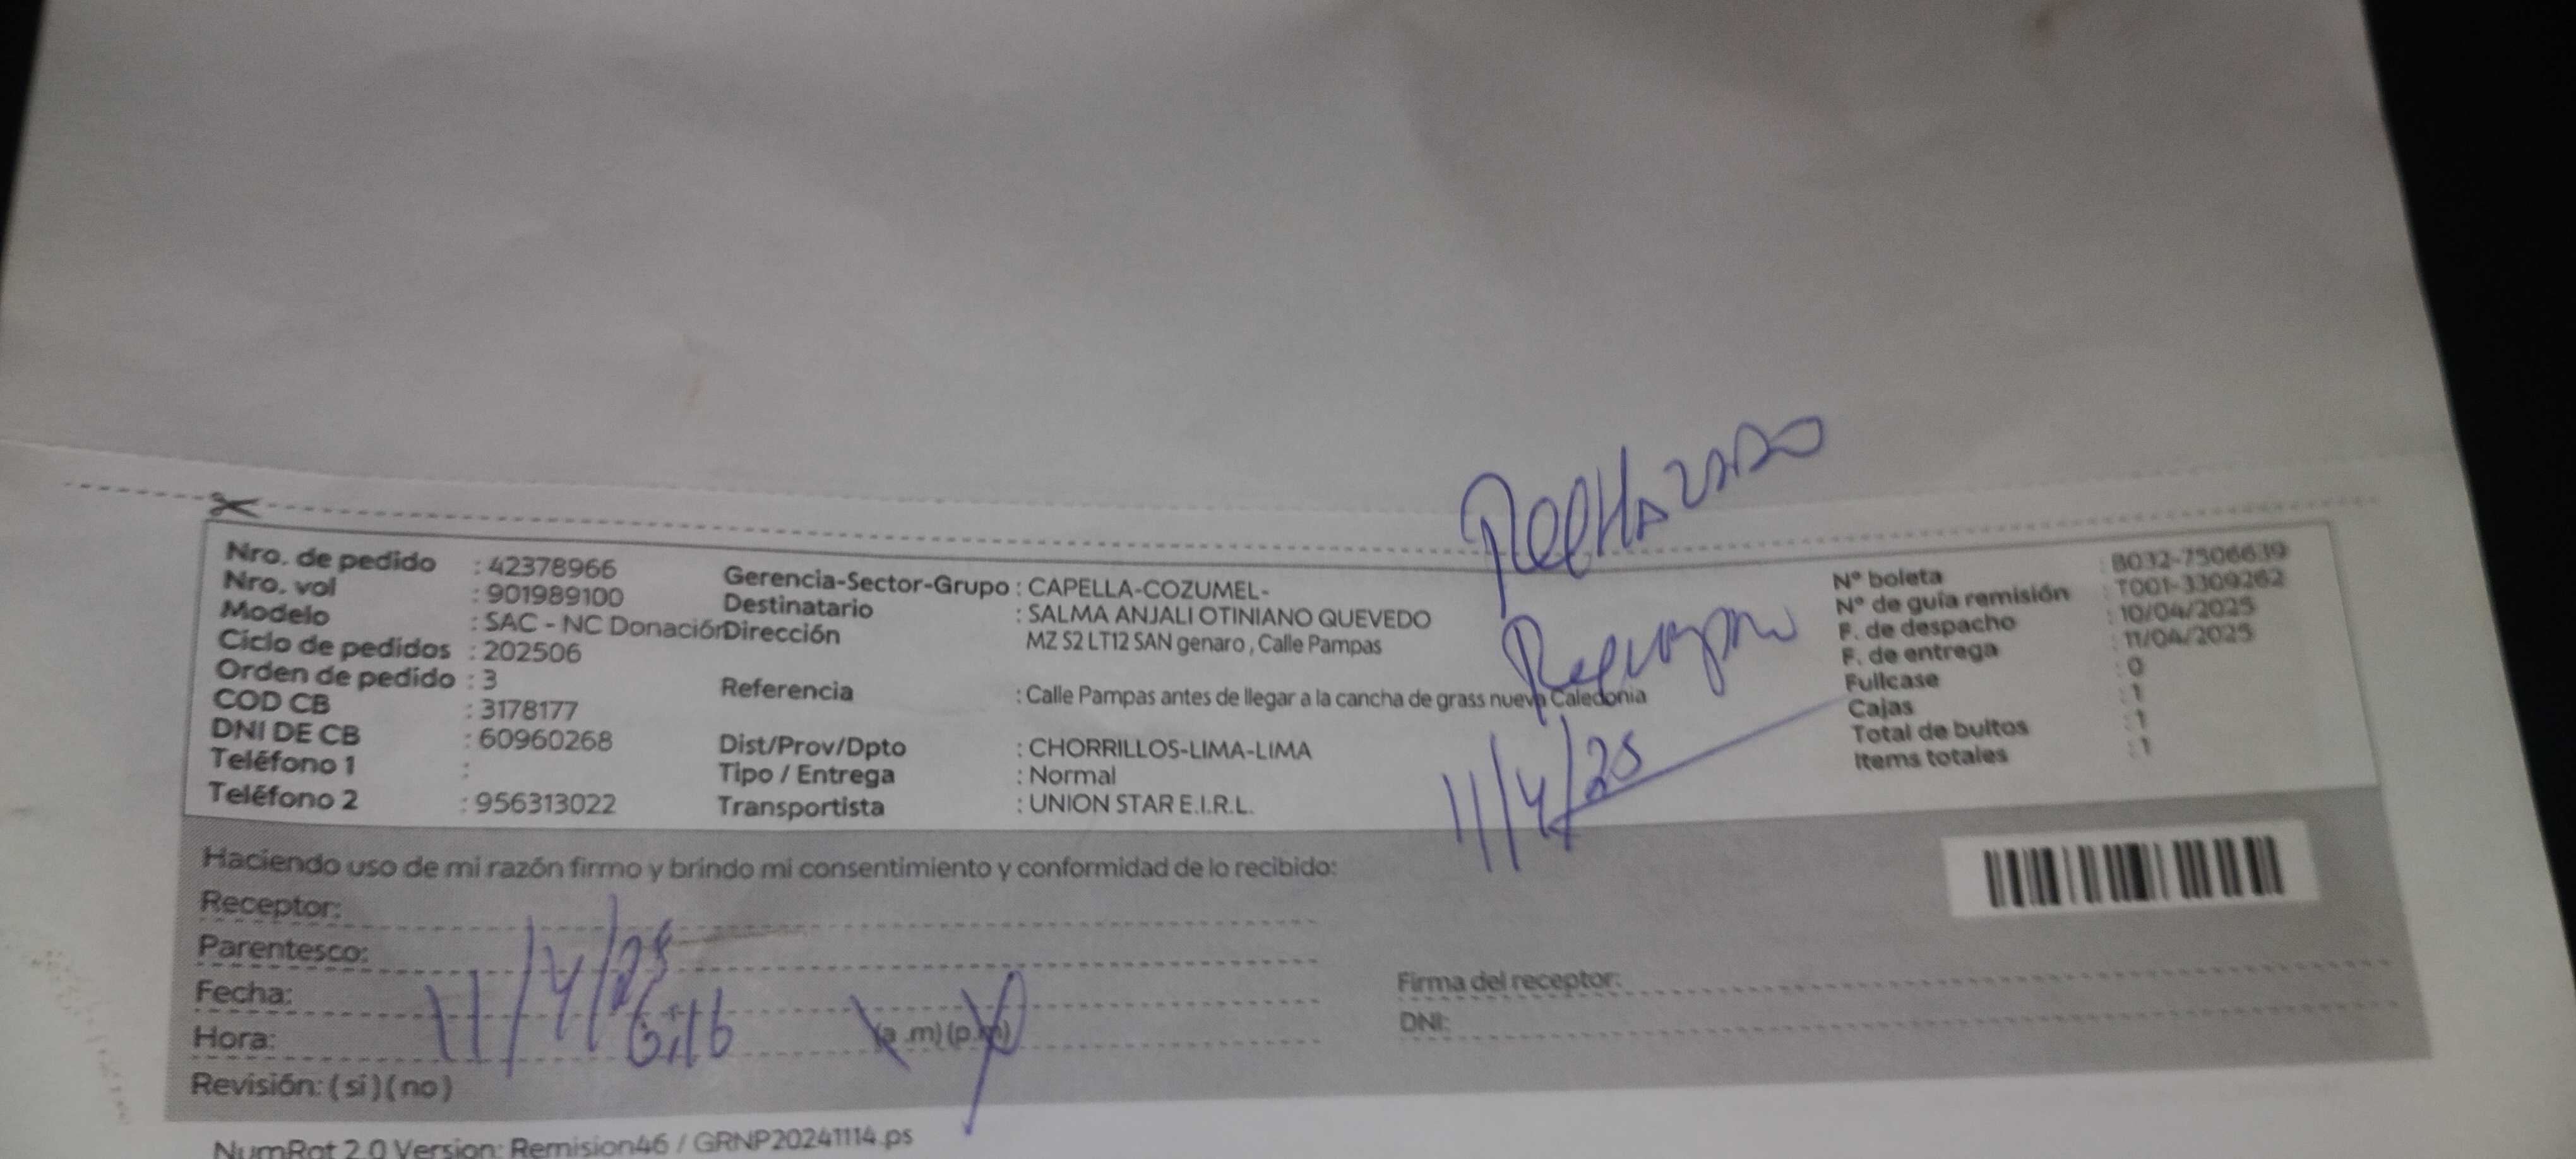 Rechazado
Nro. de pedido : 42378966
Nro. vol : 901989100
Modelo : SAC - NC Donación
Ciclo de pedidos : 202506
Orden de pedido : 3
COD CB : 3178177
DNI DE CB : 60960268
Teléfono 1 :
Teléfono 2 : 956313022
Gerencia-Sector-Grupo : CAPELLA-COZUMEL-
Destinatario : SALMA ANJALI OTINIANO QUEVEDO
Dirección MZ S2 LT12 SAN genaro , Calle Pampas
Referencia : Calle Pampas antes de llegar a la cancha de grass nueva Caledonia
Dist/Prov/Dpto : CHORRILLOS-LIMA-LIMA
Tipo / Entrega : Normal
Transportista : UNION STAR E.I.R.L.
11/4/25
N° boleta : B032-7506639
N° de guía remisión : T001-3309262
F. de despacho : 10/04/2025
F. de entrega : 11/04/2025
Fullcase : 0
Cajas : 1
Total de bultos : 1
Items totales : 1
Haciendo uso de mi razón firmo y brindo mi consentimiento y conformidad de lo recibido:
Receptor:
Parentesco:
Fecha: 11/4/25
Hora: 6:16 (a .m) (p.m)
Revisión: ( si ) ( no )
Firma del receptor:
DNI:
NumRot 2.0 Version: Remision46 / GRNP20241114.ps